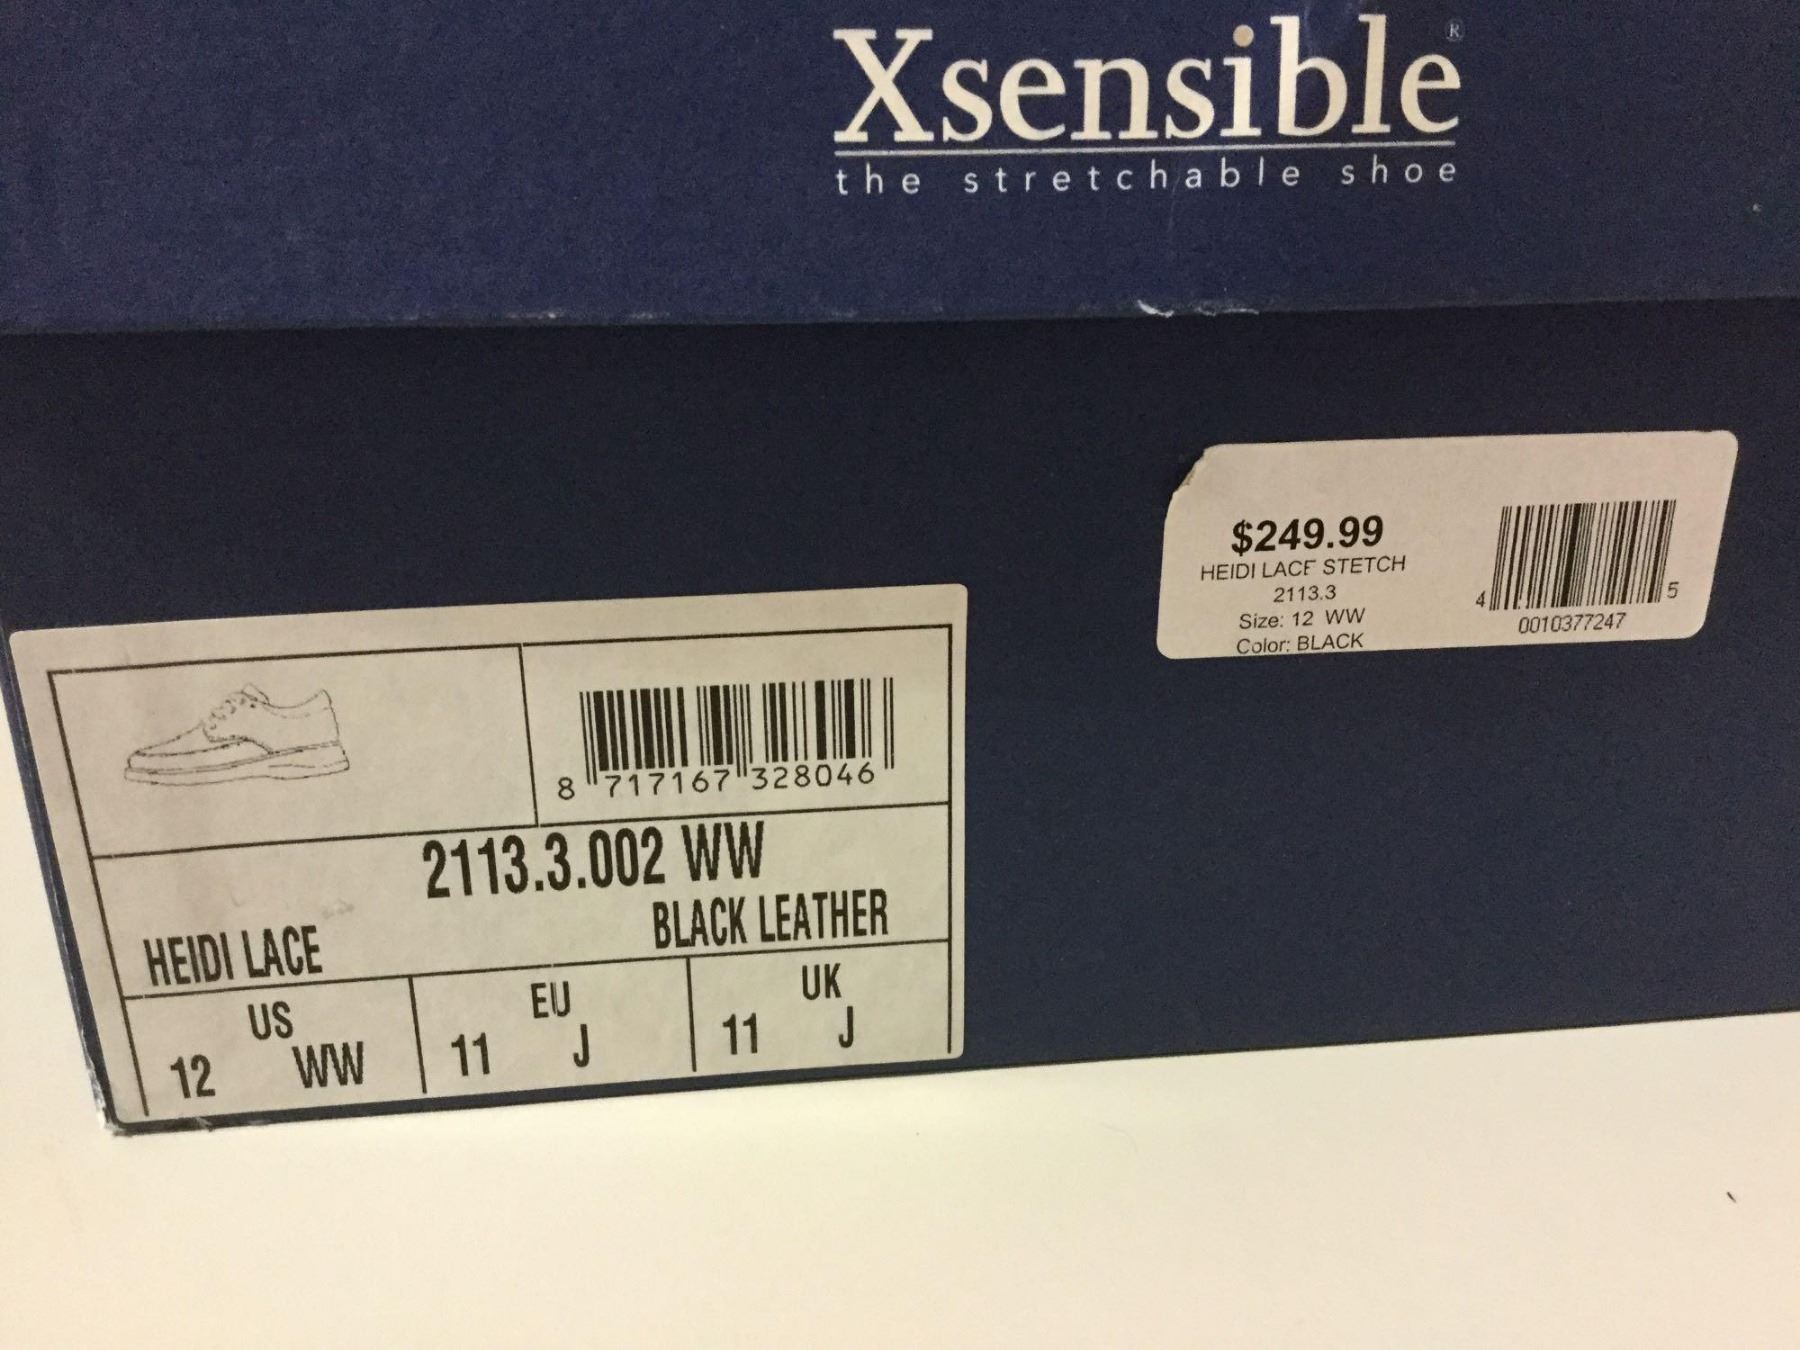 Xsensible®
the stretchable shoe
$249.99
HEIDI LACE STETCH
2113.3
Size: 12 WW
Color: BLACK
4 5
0010377247
8 717167 328046
2113.3.002 WW
HEIDI LACE BLACK LEATHER
US EU UK
12 WW 11 J 11 J